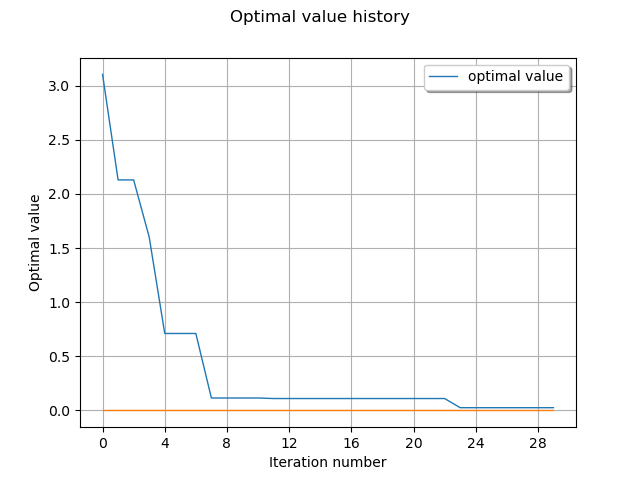 Optimal value history
optimal value
3.0
2.5
2.0
1.5
1.0
0.5
0.0
Optimal value
0 4 8 12 16 20 24 28
Iteration number